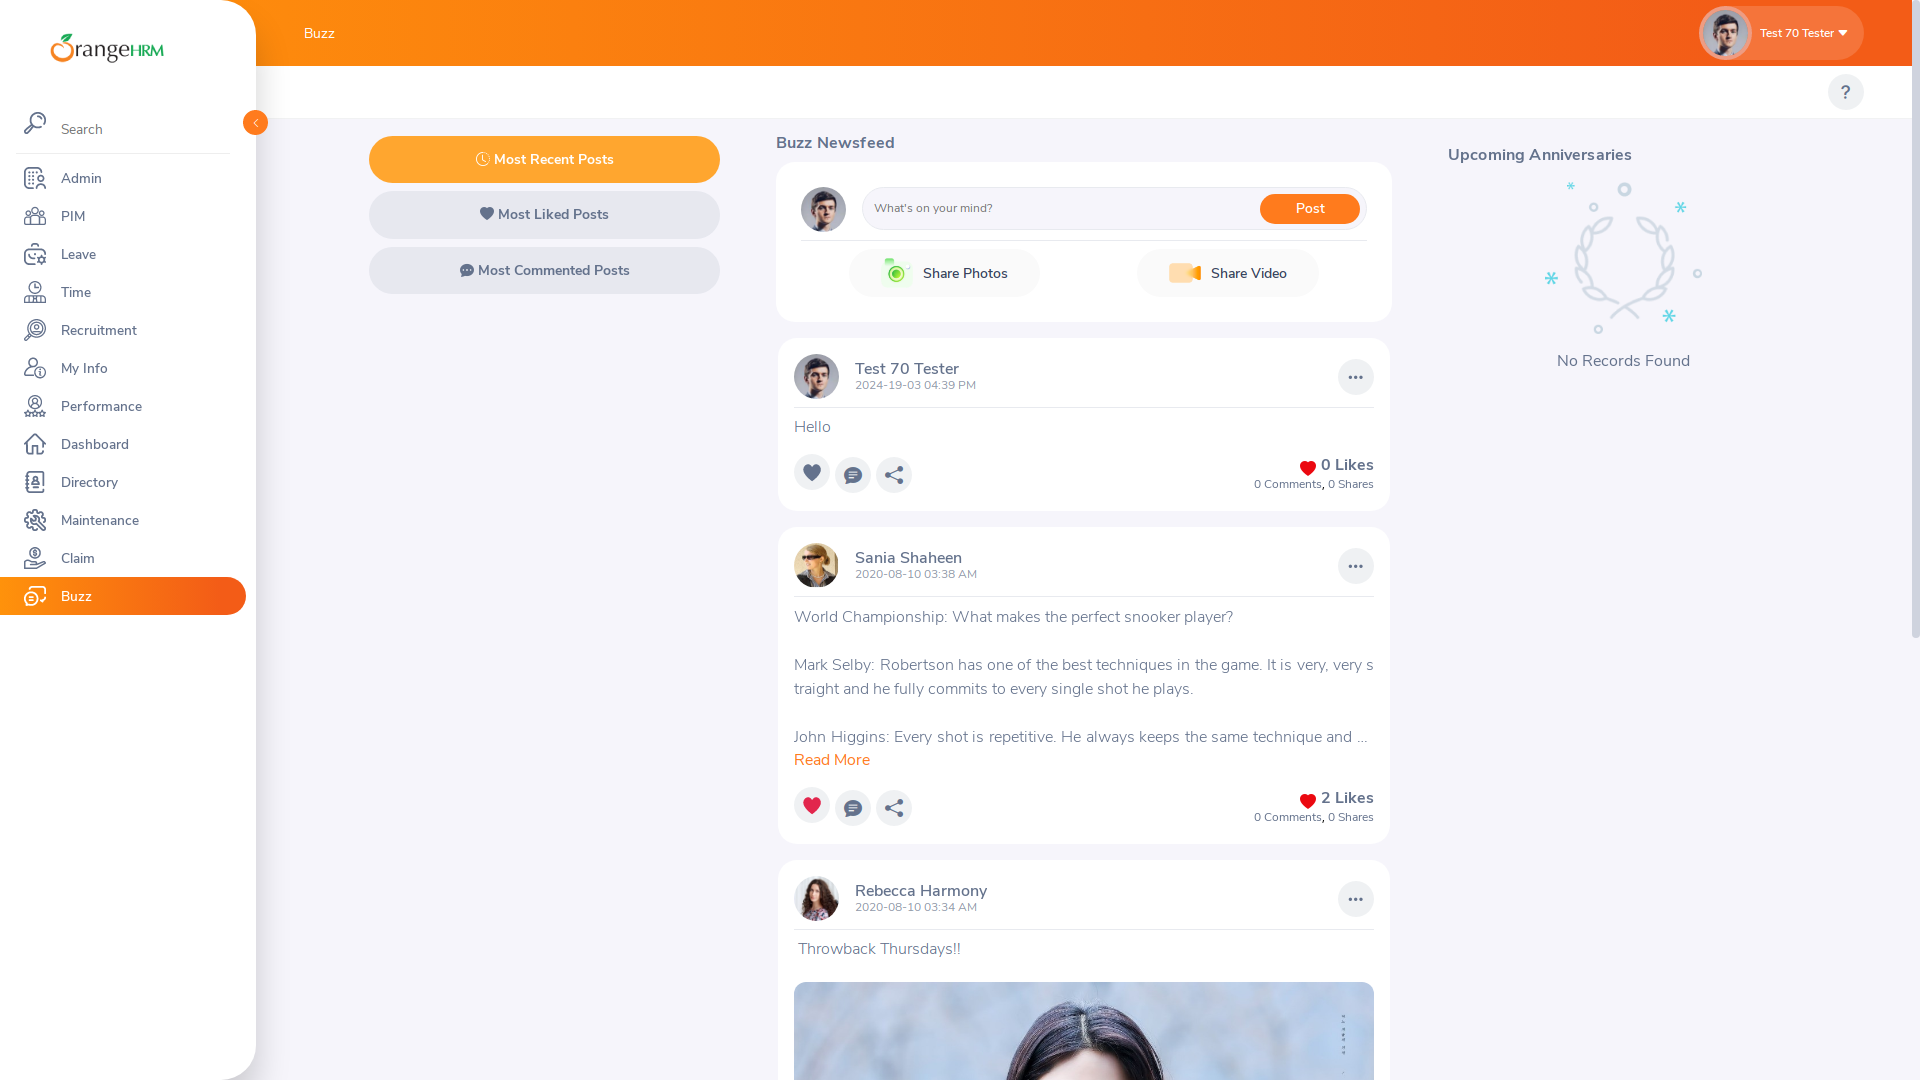 OrangeHRM
Search
Admin
PIM
Leave
Time
Recruitment
My Info
Performance
Dashboard
Directory
Maintenance
Claim
Buzz
Buzz
Test 70 Tester
?
Most Recent Posts
Most Liked Posts
Most Commented Posts
Buzz Newsfeed
What's on your mind?
Post
Share Photos
Share Video
Test 70 Tester
2024-19-03 04:39 PM
Hello
0 Likes
0 Comments, 0 Shares
Sania Shaheen
2020-08-10 03:38 AM
World Championship: What makes the perfect snooker player?
Mark Selby: Robertson has one of the best techniques in the game. It is very, very s
traight and he fully commits to every single shot he plays.
John Higgins: Every shot is repetitive. He always keeps the same technique and ...
Read More
2 Likes
0 Comments, 0 Shares
Rebecca Harmony
2020-08-10 03:34 AM
Throwback Thursdays!!
Upcoming Anniversaries
No Records Found